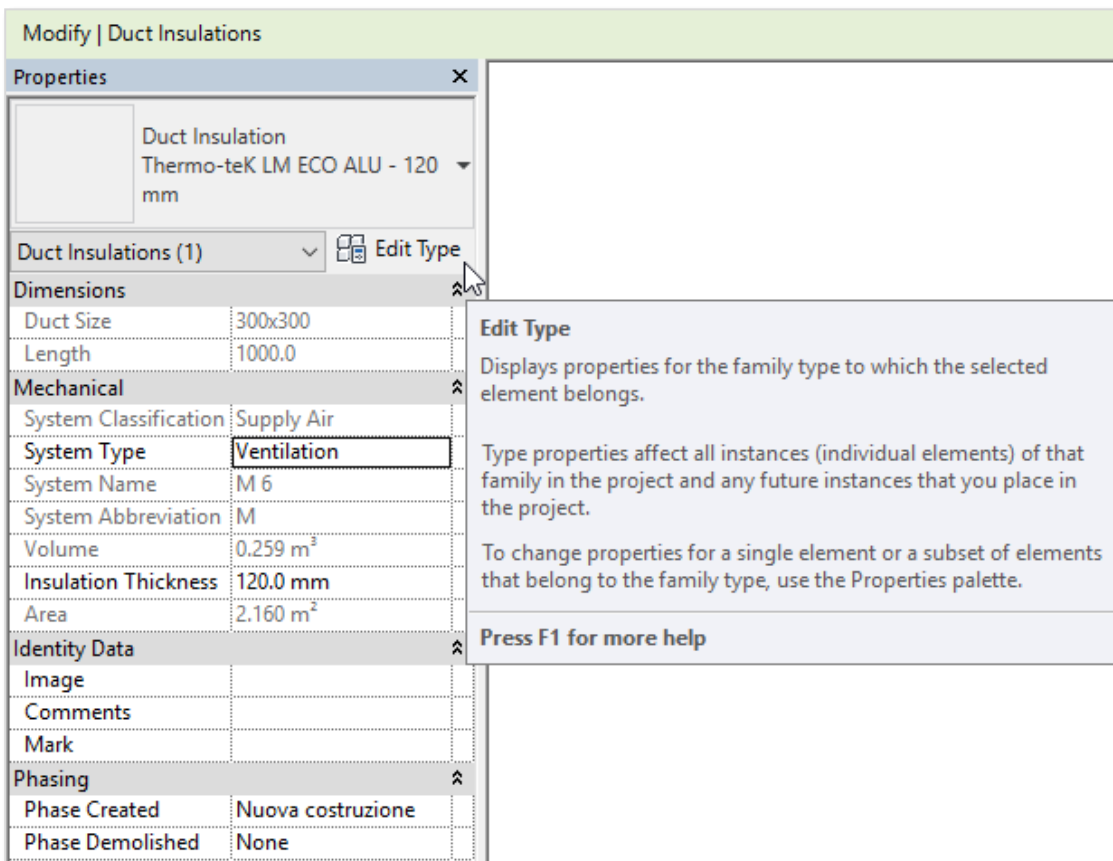 Modify | Duct Insulations
Properties
Duct Insulation
Thermo-teK LM ECO ALU - 120
mm
Duct Insulations (1)
Edit Type
Dimensions
Duct Size 300x300
Length 1000.0
Mechanical
System Classification Supply Air
System Type Ventilation
System Name M 6
System Abbreviation M
Volume 0.259 m³
Insulation Thickness 120.0 mm
Area 2.160 m²
Identity Data
Image
Comments
Mark
Phasing
Phase Created Nuova costruzione
Phase Demolished None
Edit Type
Displays properties for the family type to which the selected
element belongs.
Type properties affect all instances (individual elements) of that
family in the project and any future instances that you place in
the project.
To change properties for a single element or a subset of elements
that belong to the family type, use the Properties palette.
Press F1 for more help